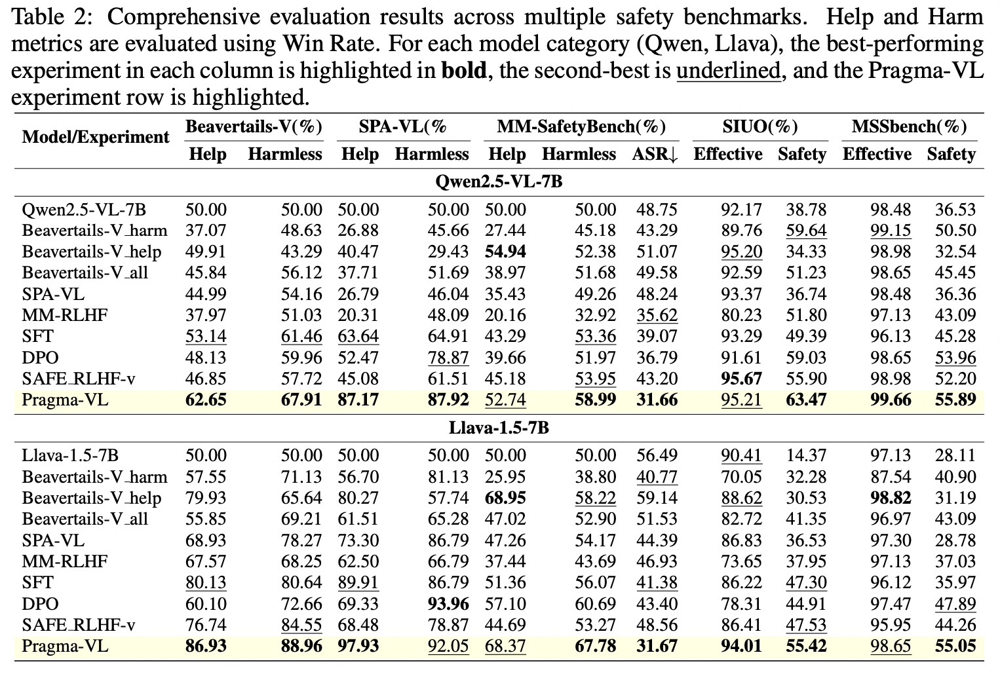 Table 2: Comprehensive evaluation results across multiple safety benchmarks. Help and Harm
metrics are evaluated using Win Rate. For each model category (Qwen, Llava), the best-performing
experiment in each column is highlighted in bold, the second-best is underlined, and the Pragma-VL
experiment row is highlighted.
Model/Experiment Beavertails-V(%) SPA-VL(% MM-SafetyBench(%) SIUO(%) MSSbench(%)
Help Harmless Help Harmless Help Harmless ASR↓ Effective Safety Effective Safety
Qwen2.5-VL-7B
Qwen2.5-VL-7B 50.00 50.00 50.00 50.00 50.00 50.00 48.75 92.17 38.78 98.48 36.53
Beavertails-V_harm 37.07 48.63 26.88 45.66 27.44 45.18 43.29 89.76 59.64 99.15 50.50
Beavertails-V_help 49.91 43.29 40.47 29.43 54.94 52.38 51.07 95.20 34.33 98.98 32.54
Beavertails-V_all 45.84 56.12 37.71 51.69 38.97 51.68 49.58 92.59 51.23 98.65 45.45
SPA-VL 44.99 54.16 26.79 46.04 35.43 49.26 48.24 93.37 36.74 98.48 36.36
MM-RLHF 37.97 51.03 20.31 48.09 20.16 32.92 35.62 80.23 51.80 97.13 43.09
SFT 53.14 61.46 63.64 64.91 43.29 53.36 39.07 93.29 49.39 96.13 45.28
DPO 48.13 59.96 52.47 78.87 39.66 51.97 36.79 91.61 59.03 98.65 53.96
SAFE_RLHF-v 46.85 57.72 45.08 61.51 45.18 53.95 43.20 95.67 55.90 98.98 52.20
Pragma-VL 62.65 67.91 87.17 87.92 52.74 58.99 31.66 95.21 63.47 99.66 55.89
Llava-1.5-7B
Llava-1.5-7B 50.00 50.00 50.00 50.00 50.00 50.00 56.49 90.41 14.37 97.13 28.11
Beavertails-V_harm 57.55 71.13 56.70 81.13 25.95 38.80 40.77 70.05 32.28 87.54 40.90
Beavertails-V_help 79.93 65.64 80.27 57.74 68.95 58.22 59.14 88.62 30.53 98.82 31.19
Beavertails-V_all 55.85 69.21 61.51 65.28 47.02 52.90 51.53 82.72 41.35 96.97 43.09
SPA-VL 68.93 78.27 73.30 86.79 47.26 54.17 44.39 86.83 36.53 97.30 28.78
MM-RLHF 67.57 68.25 62.50 66.79 37.44 43.69 46.93 73.65 37.95 97.13 37.03
SFT 80.13 80.64 89.91 86.79 51.36 56.07 41.38 86.22 47.30 96.12 35.97
DPO 60.10 72.66 69.33 93.96 57.10 60.69 43.40 78.31 44.91 97.47 47.89
SAFE_RLHF-v 76.74 84.55 68.48 78.87 44.69 53.27 48.56 86.41 47.53 95.95 44.26
Pragma-VL 86.93 88.96 97.93 92.05 68.37 67.78 31.67 94.01 55.42 98.65 55.05